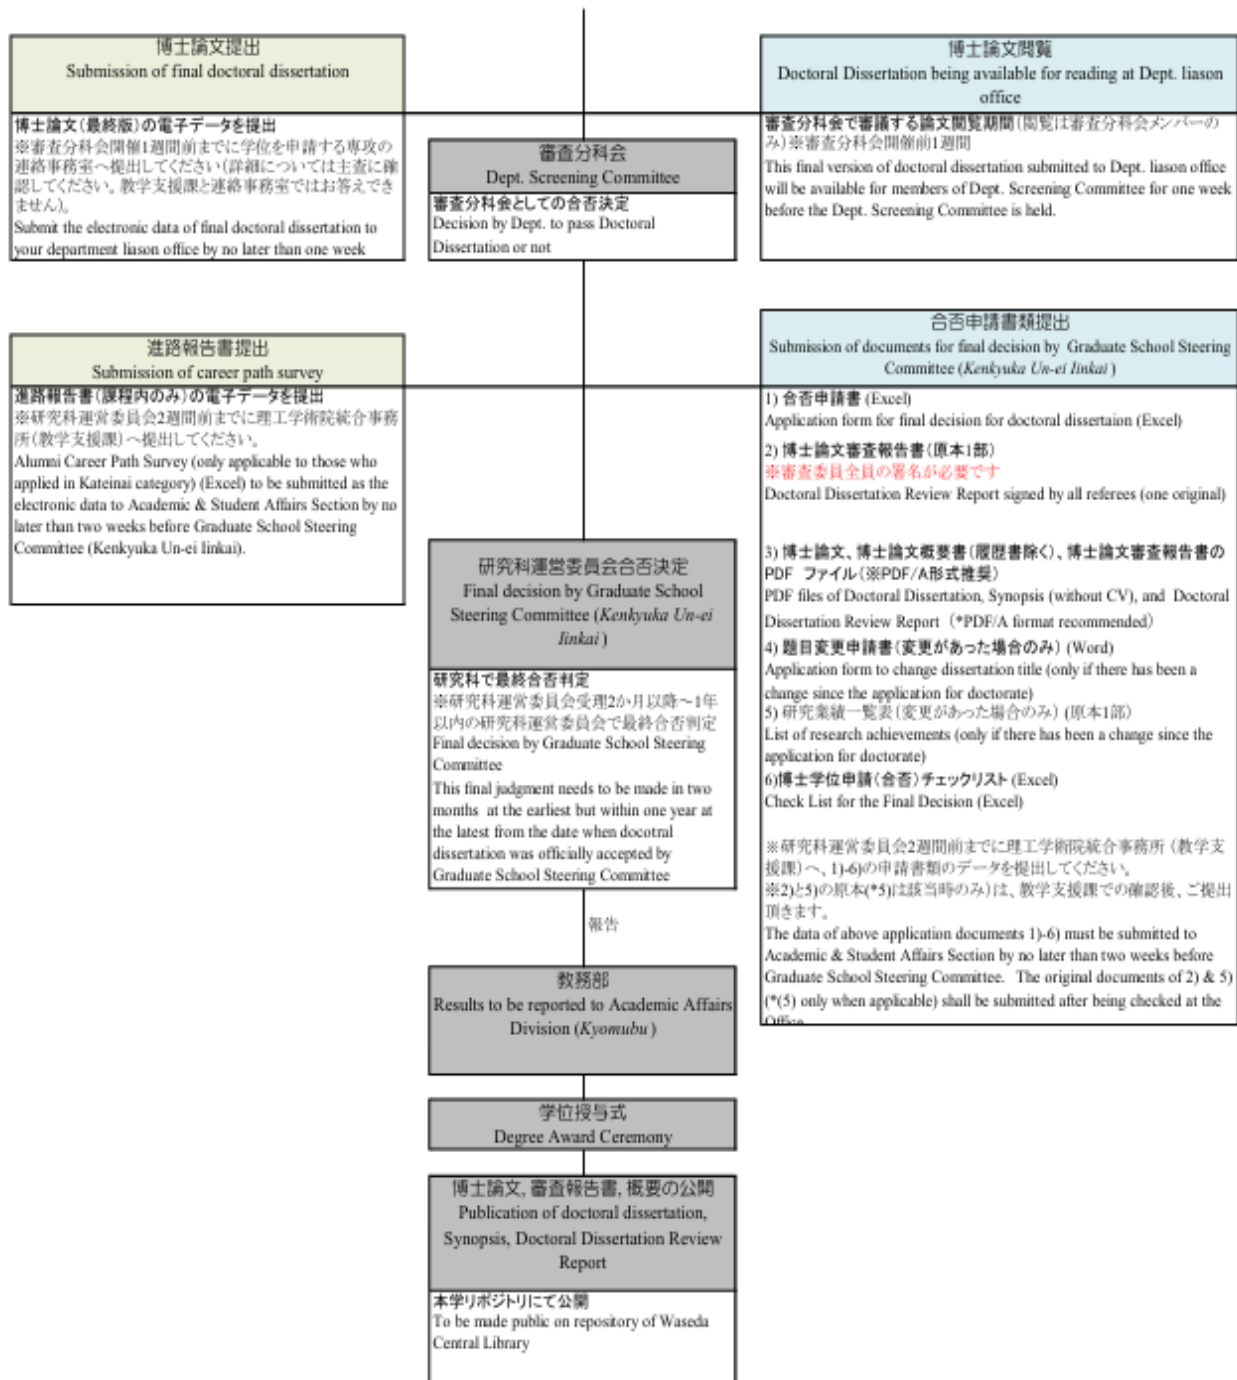 博士論文提出
Submission of final doctoral dissertation
博士論文(最終版)の電子データを提出
※審査分科会開催1週間前までに学位を申請する専攻の
連絡事務室へ提出してください(詳細については主査に確
認してください。教学支援課と連絡事務室ではお答えでき
ません)。
Submit the electronic data of final doctoral dissertation to
your department liason office by no later than one week
審査分科会
Dept. Screening Committee
審査分科会としての合否決定
Decision by Dept. to pass Doctoral
Dissertation or not
博士論文閲覧
Doctoral Dissertation being available for reading at Dept. liason
office
審査分科会で審議する論文閲覧期間(閲覧は審査分科会メンバーの
み)※審査分科会開催前1週間
This final version of doctoral dissertation submitted to Dept. liason office
will be available for members of Dept. Screening Committee for one week
before the Dept. Screening Committee is held.
進路報告書提出
Submission of career path survey
進路報告書(課程内のみ)の電子データを提出
※研究科運営委員会2週間前までに理工学術院統合事務
所(教学支援課)へ提出してください。
Alumni Career Path Survey (only applicable to those who
applied in Kateinai category) (Excel) to be submitted as the
electronic data to Academic & Student Affairs Section by no
later than two weeks before Graduate School Steering
Committee (Kenkyuka Un-ei Iinkai).
合否申請書類提出
Submission of documents for final decision by Graduate School Steering
Committee (Kenkyuka Un-ei Iinkai)
1) 合否申請書 (Excel)
Application form for final decision for doctoral dissertaion (Excel)
2) 博士論文審査報告書(原本1部)
※審査委員全員の署名が必要です
Doctoral Dissertation Review Report signed by all referees (one original)
3) 博士論文、博士論文概要書(履歴書除く)、博士論文審査報告書の
PDF ファイル(※PDF/A形式推奨)
PDF files of Doctoral Dissertation, Synopsis (without CV), and Doctoral
Dissertation Review Report (*PDF/A format recommended)
4) 題目変更申請書(変更があった場合のみ) (Word)
Application form to change dissertation title (only if there has been a
change since the application for doctorate)
5) 研究業績一覧表(変更があった場合のみ) (原本1部)
List of research achievements (only if there has been a change since the
application for doctorate)
6)博士学位申請(合否)チェックリスト (Excel)
Check List for the Final Decision (Excel)
※研究科運営委員会2週間前までに理工学術院統合事務所 (教学支
援課)へ、1)-6)の申請書類のデータを提出してください。
※2)と5)の原本(*5)は該当時のみ)は、教学支援課での確認後、ご提出
頂きます。
The data of above application documents 1)-6) must be submitted to
Academic & Student Affairs Section by no later than two weeks before
Graduate School Steering Committee. The original documents of 2) & 5)
(*(5) only when applicable) shall be submitted after being checked at the
Office
研究科運営委員会合否決定
Final decision by Graduate School
Steering Committee (Kenkyuka Un-ei
Iinkai)
研究科で最終合否判定
※研究科運営委員会受理2か月以降～1年
以内の研究科運営委員会で最終合否判定
Final decision by Graduate School Steering
Committee
This final judgment needs to be made in two
months at the earliest but within one year at
the latest from the date when docotral
dissertation was officially accepted by
Graduate School Steering Committee
報告
教務部
Results to be reported to Academic Affairs
Division (Kyomubu)
学位授与式
Degree Award Ceremony
博士論文, 審査報告書, 概要の公開
Publication of doctoral dissertation,
Synopsis, Doctoral Dissertation Review
Report
本学リポジトリにて公開
To be made public on repository of Waseda
Central Library